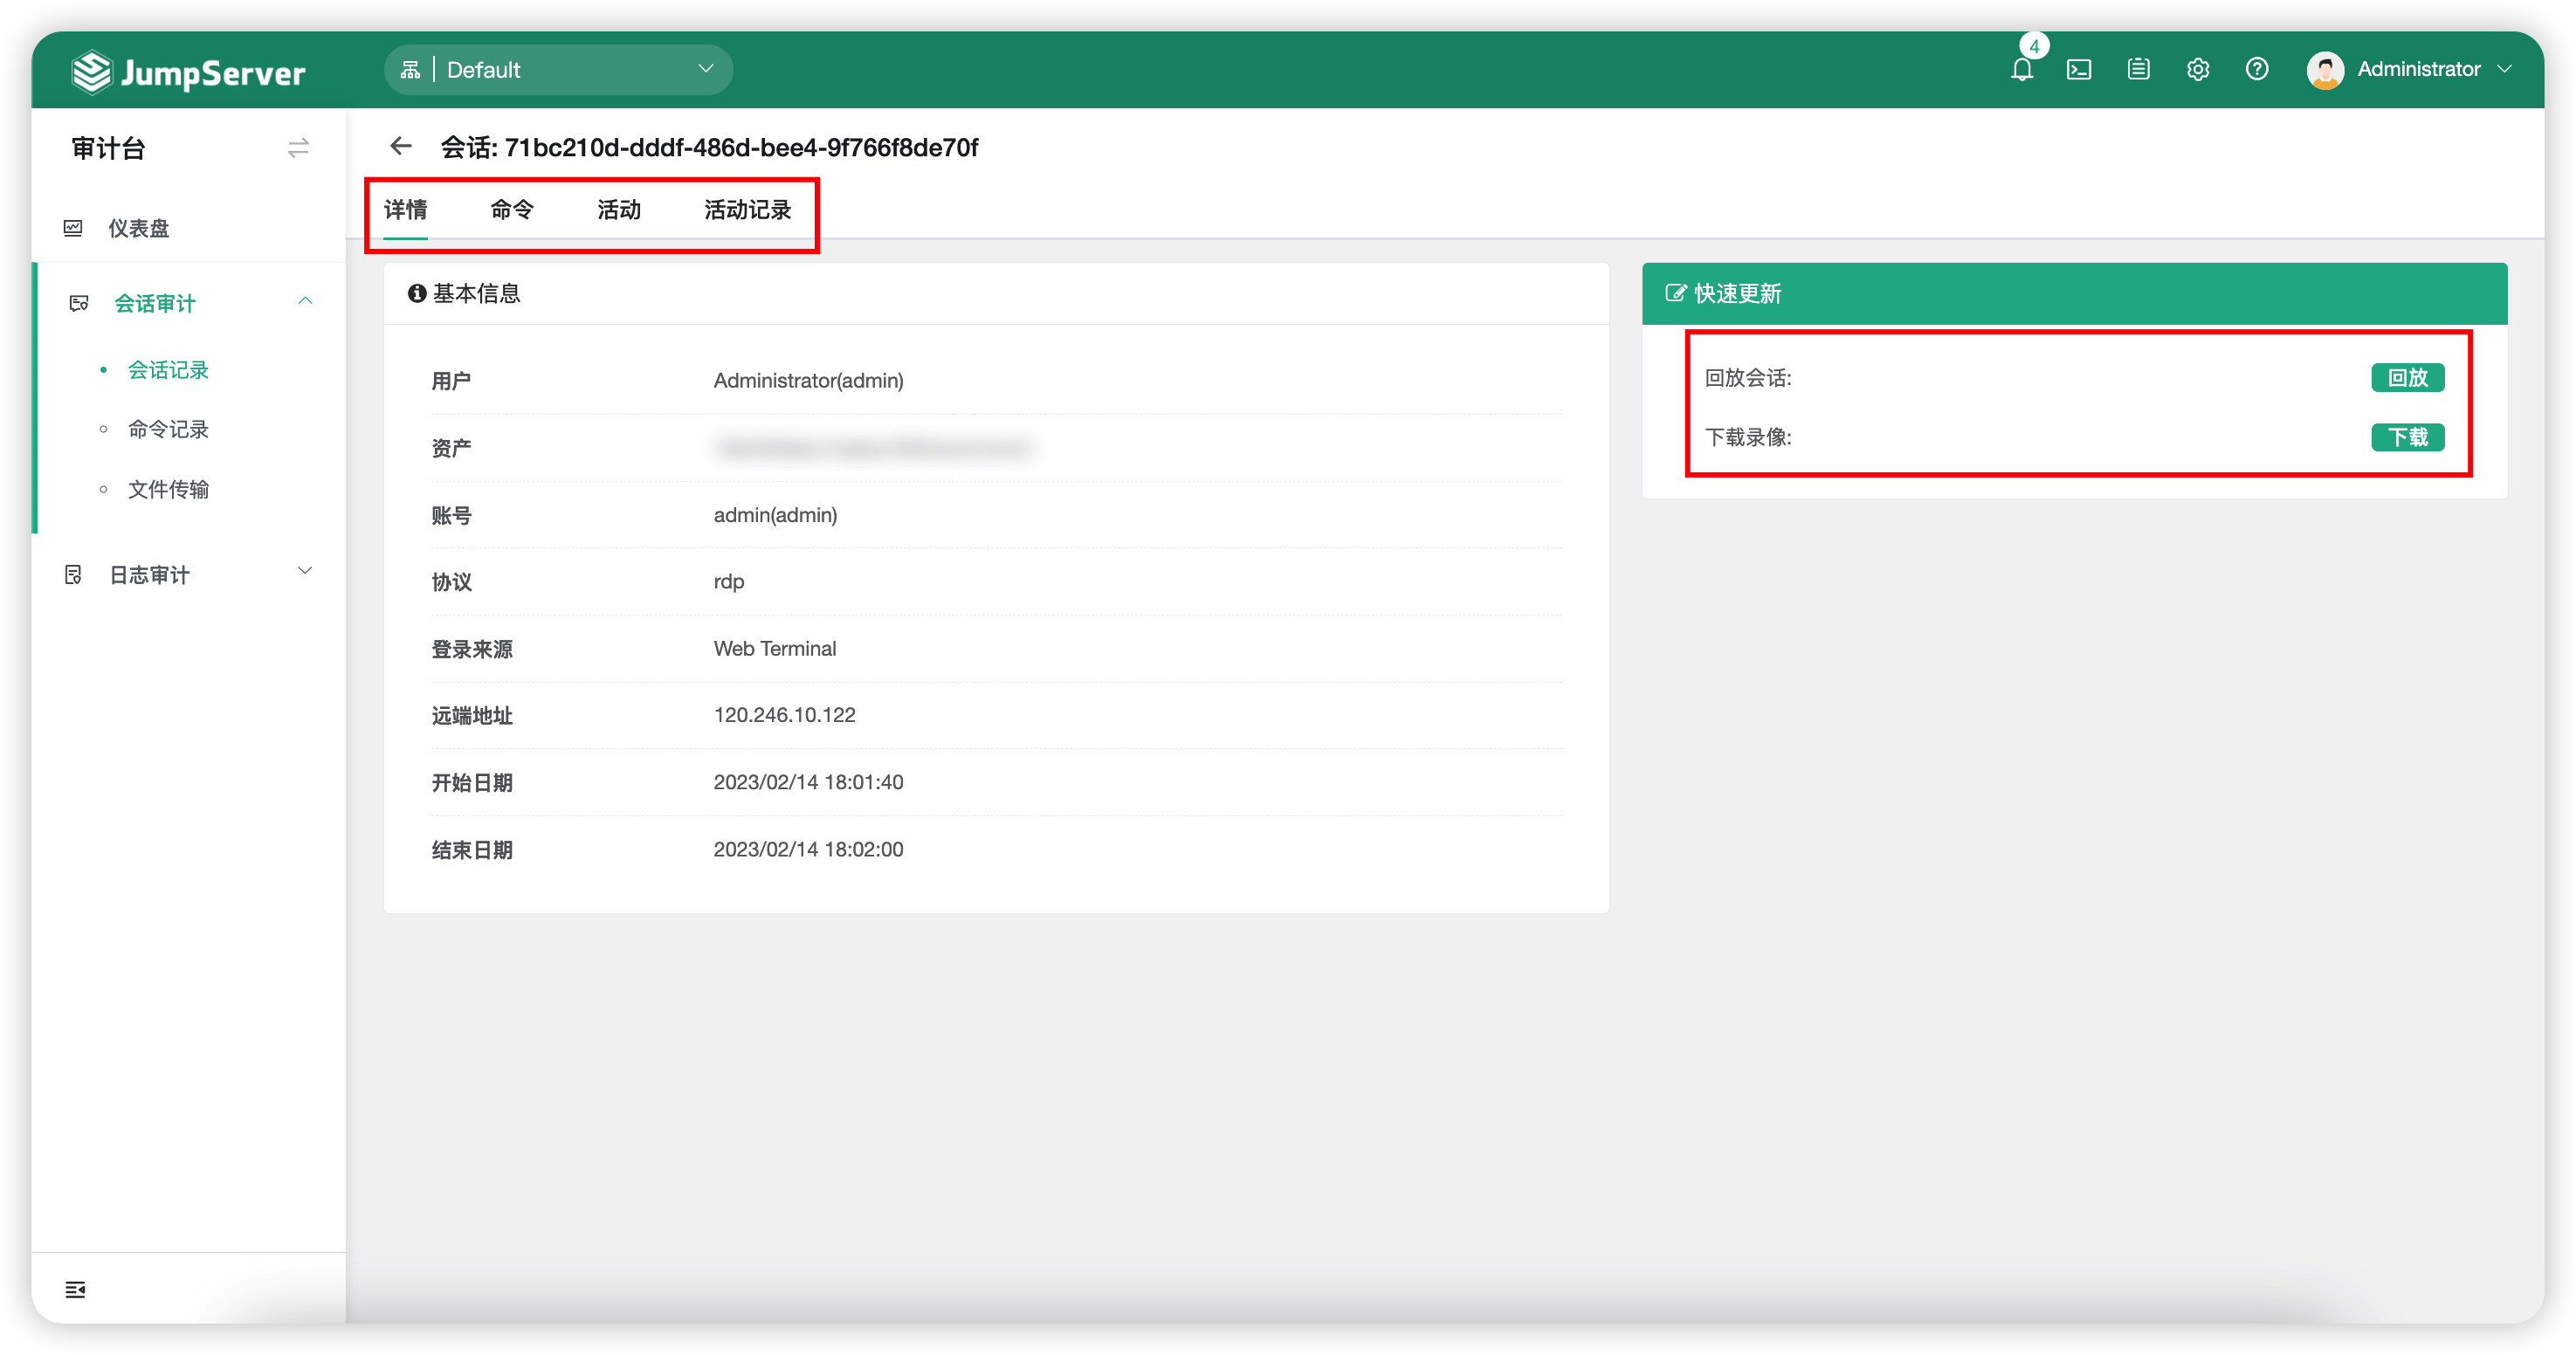 JumpServer
Default
4
Administrator
审计台
会话: 71bc210d-dddf-486d-bee4-9f766f8de70f
详情 命令 活动 活动记录
仪表盘
会话审计
会话记录
命令记录
文件传输
日志审计
基本信息
用户 Administrator(admin)
资产
账号 admin(admin)
协议 rdp
登录来源 Web Terminal
远端地址 120.246.10.122
开始日期 2023/02/14 18:01:40
结束日期 2023/02/14 18:02:00
快速更新
回放会话: 回放
下载录像: 下载